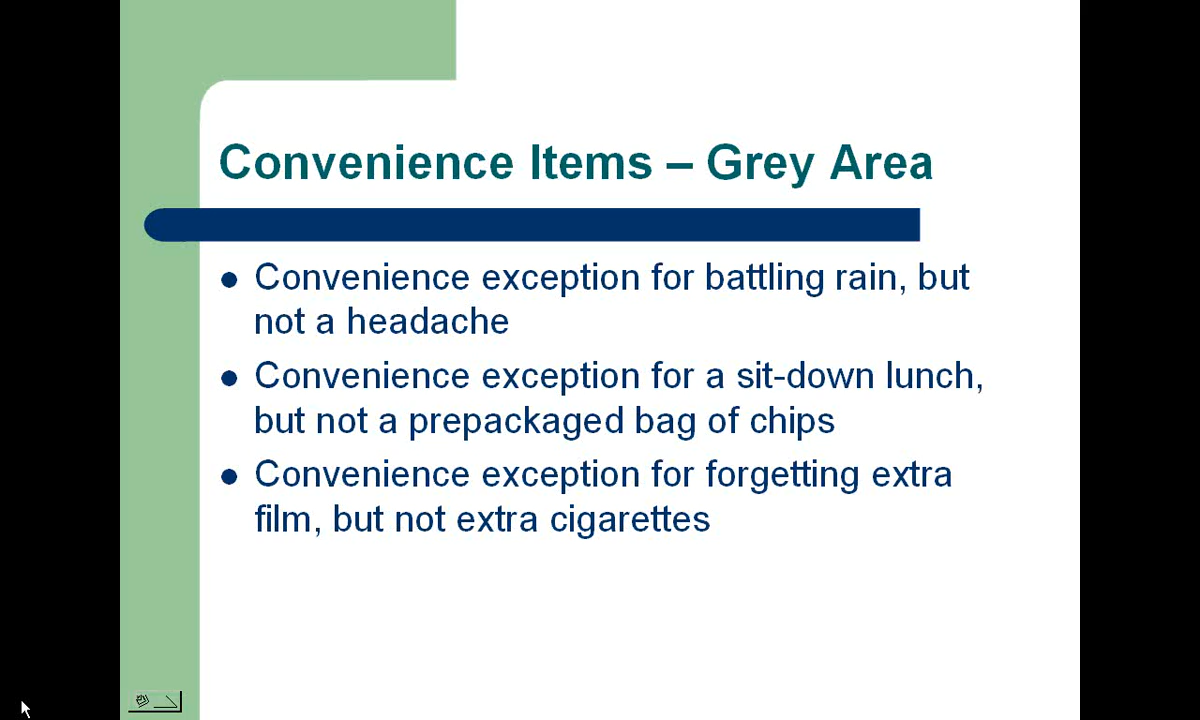 Convenience Items – Grey Area
Convenience exception for battling rain, but
not a headache
Convenience exception for a sit-down lunch,
but not a prepackaged bag of chips
Convenience exception for forgetting extra
film, but not extra cigarettes